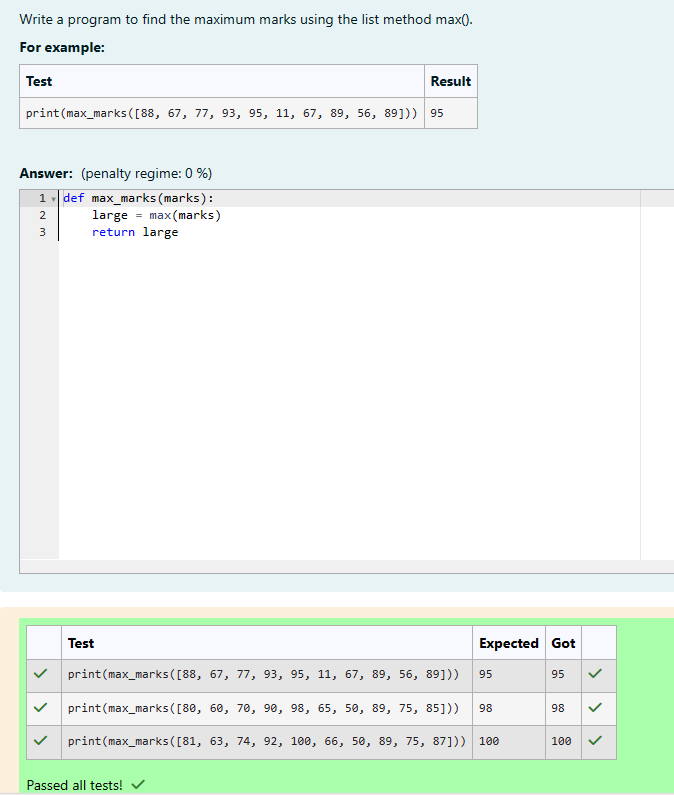 Write a program to find the maximum marks using the list method max().
For example:
Test Result
print(max_marks([88, 67, 77, 93, 95, 11, 67, 89, 56, 89])) 95
Answer: (penalty regime: 0 %)
1 def max_marks(marks):
2     large = max(marks)
3     return large
Test Expected Got
print(max_marks([88, 67, 77, 93, 95, 11, 67, 89, 56, 89])) 95 95
print(max_marks([80, 60, 70, 90, 98, 65, 50, 89, 75, 85])) 98 98
print(max_marks([81, 63, 74, 92, 100, 66, 50, 89, 75, 87])) 100 100
Passed all tests!